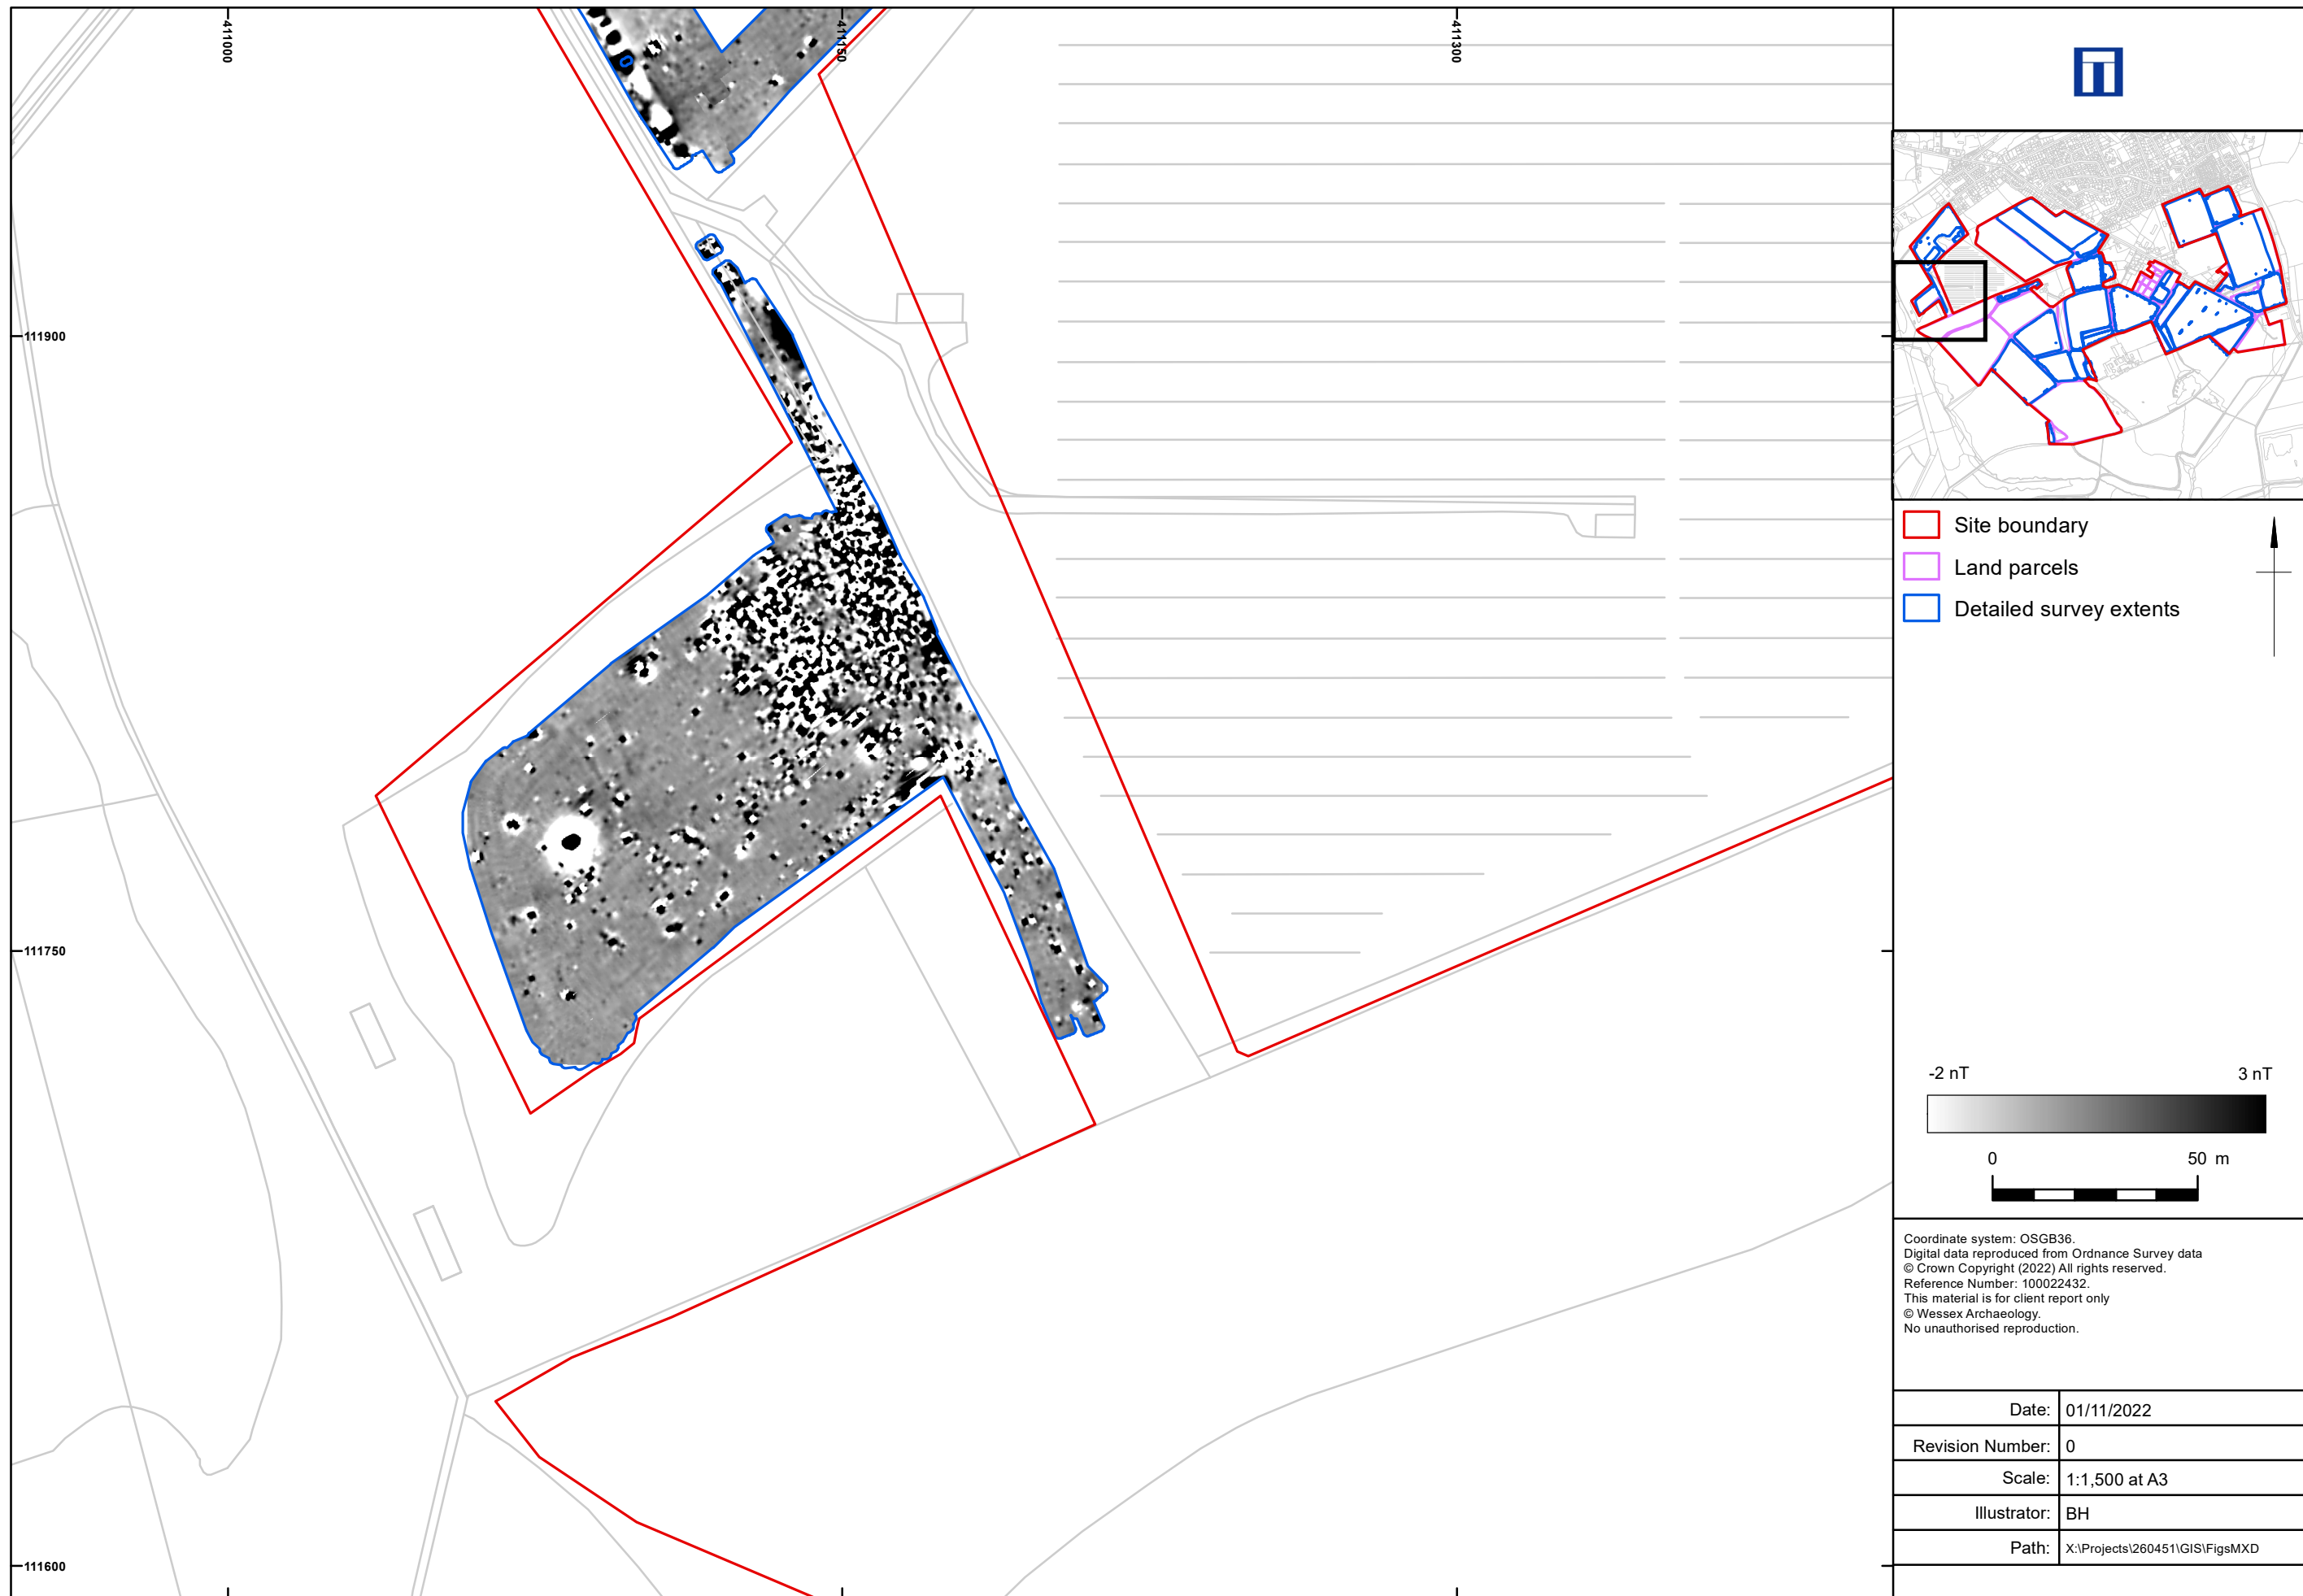 411000
411150
411300
111900
111750
111600
Site boundary
Land parcels
Detailed survey extents
-2 nT
3 nT
0
50 m
Coordinate system: OSGB36.
Digital data reproduced from Ordnance Survey data
© Crown Copyright (2022) All rights reserved.
Reference Number: 100022432.
This material is for client report only
© Wessex Archaeology.
No unauthorised reproduction.
Date: 01/11/2022
Revision Number: 0
Scale: 1:1,500 at A3
Illustrator: BH
Path: X:\Projects\260451\GIS\FigsMXD